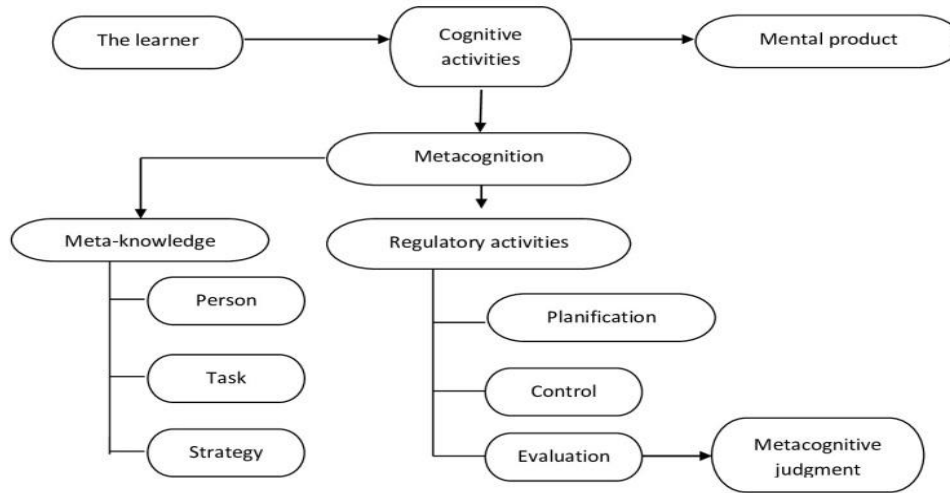 The learner
Cognitive
activities
Mental product
Metacognition
Meta-knowledge
Regulatory activities
Person
Planification
Task
Control
Strategy
Evaluation
Metacognitive
judgment